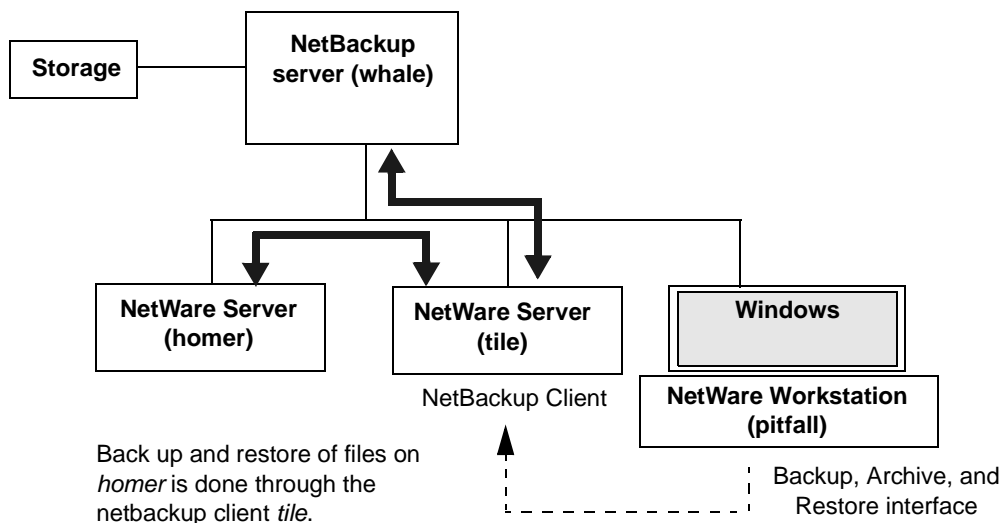 NetBackup
server (whale)
Storage
NetWare Server
(homer)
NetWare Server
(tile)
NetBackup Client
Windows
NetWare Workstation
(pitfall)
Back up and restore of files on
homer is done through the
netbackup client tile.
Backup, Archive, and
Restore interface